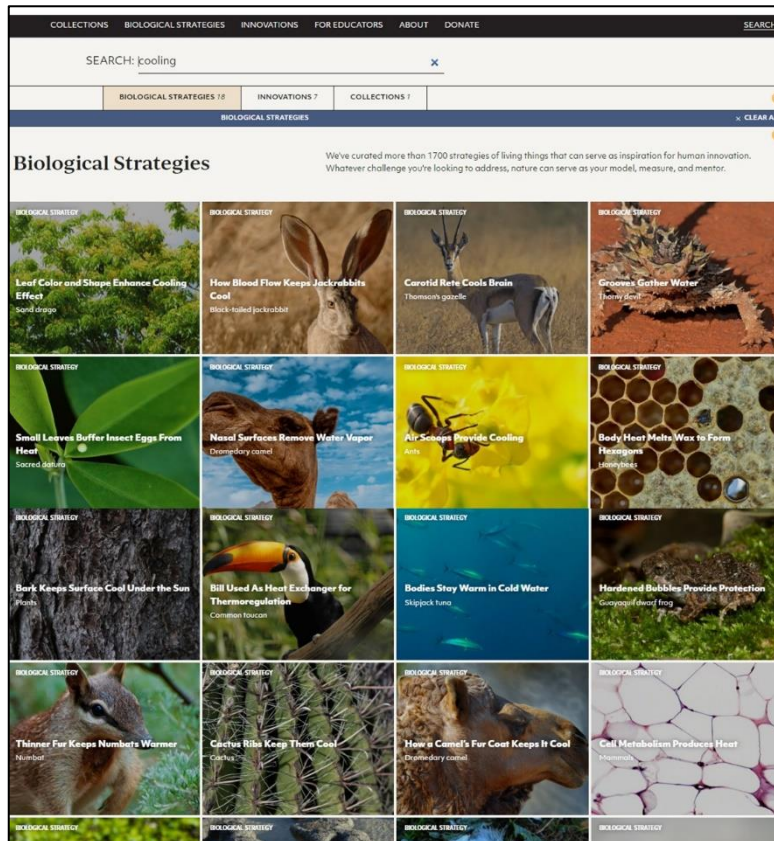 COLLECTIONS BIOLOGICAL STRATEGIES INNOVATIONS FOR EDUCATORS ABOUT DONATE SEARCH
SEARCH: cooling ×
BIOLOGICAL STRATEGIES 18 INNOVATIONS 7 COLLECTIONS 1
BIOLOGICAL STRATEGIES × CLEAR A
Biological Strategies
We've curated more than 1700 strategies of living things that can serve as inspiration for human innovation.
Whatever challenge you're looking to address, nature can serve as your model, measure, and mentor.
BIOLOGICAL STRATEGY
Leaf Color and Shape Enhance Cooling
Effect
Sand drago
BIOLOGICAL STRATEGY
How Blood Flow Keeps Jackrabbits
Cool
Black-tailed jackrabbit
BIOLOGICAL STRATEGY
Carotid Rete Cools Brain
Thomson's gazelle
BIOLOGICAL STRATEGY
Grooves Gather Water
Thorny devil
BIOLOGICAL STRATEGY
Small Leaves Buffer Insect Eggs From
Heat
Sacred datura
BIOLOGICAL STRATEGY
Nasal Surfaces Remove Water Vapor
Dromedary camel
BIOLOGICAL STRATEGY
Air Scoops Provide Cooling
Ants
BIOLOGICAL STRATEGY
Body Heat Melts Wax to Form
Hexagons
Honeybees
BIOLOGICAL STRATEGY
Bark Keeps Surface Cool Under the Sun
Plants
BIOLOGICAL STRATEGY
Bill Used As Heat Exchanger for
Thermoregulation
Common toucan
BIOLOGICAL STRATEGY
Bodies Stay Warm in Cold Water
Skipjack tuna
BIOLOGICAL STRATEGY
Hardened Bubbles Provide Protection
Guayaquil dwarf frog
BIOLOGICAL STRATEGY
Thinner Fur Keeps Numbats Warmer
Numbat
BIOLOGICAL STRATEGY
Cactus Ribs Keep Them Cool
Cactus
BIOLOGICAL STRATEGY
How a Camel's Fur Coat Keeps It Cool
Dromedary camel
BIOLOGICAL STRATEGY
Cell Metabolism Produces Heat
Mammals
BIOLOGICAL STRATEGY
BIOLOGICAL STRATEGY
BIOLOGICAL STRATEGY
BIOLOGICAL STRATEGY